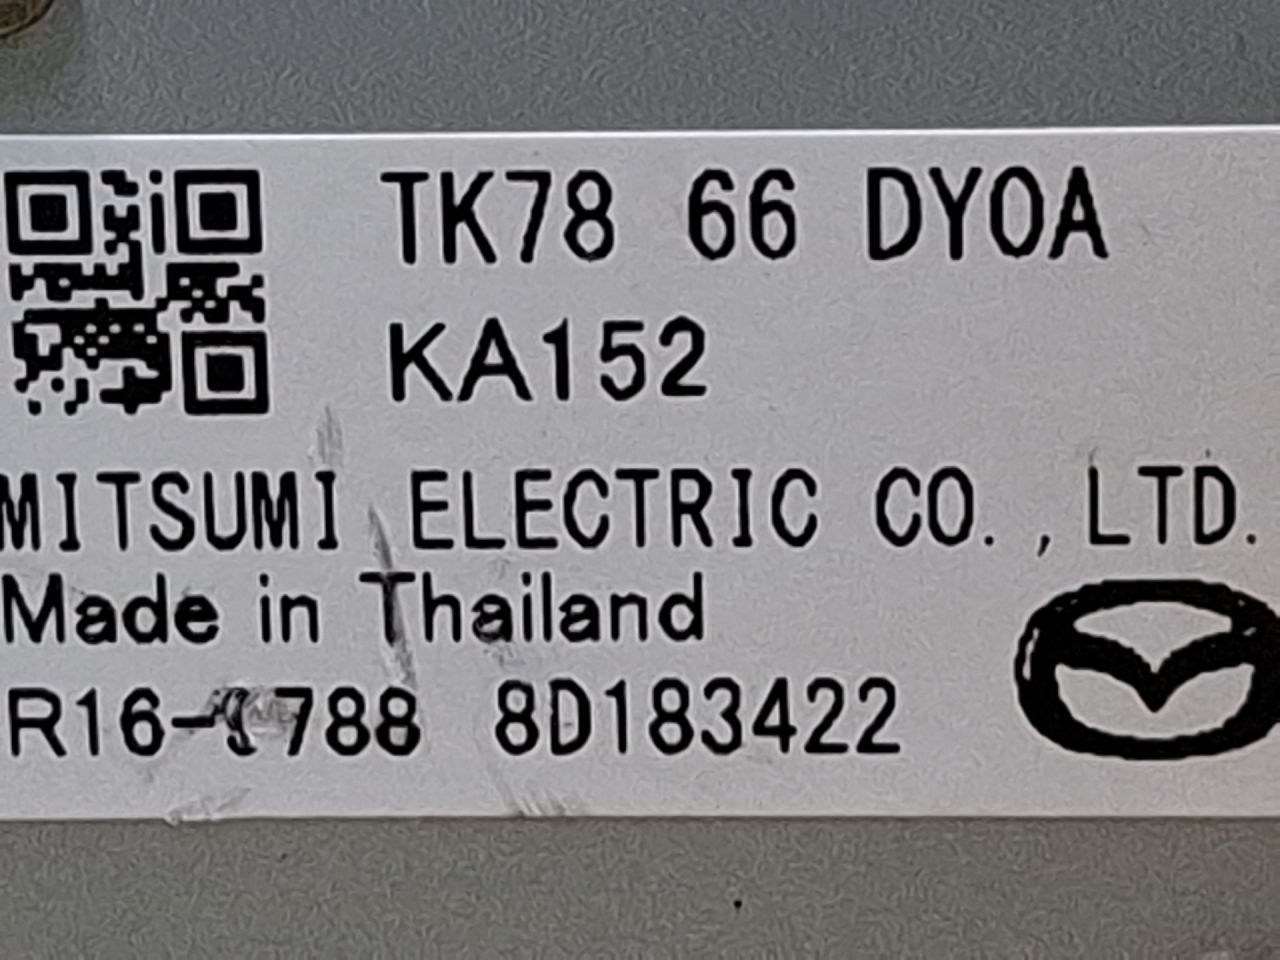 TK78 66 DY0A
KA152
MITSUMI ELECTRIC CO.,LTD.
Made in Thailand
8D183422